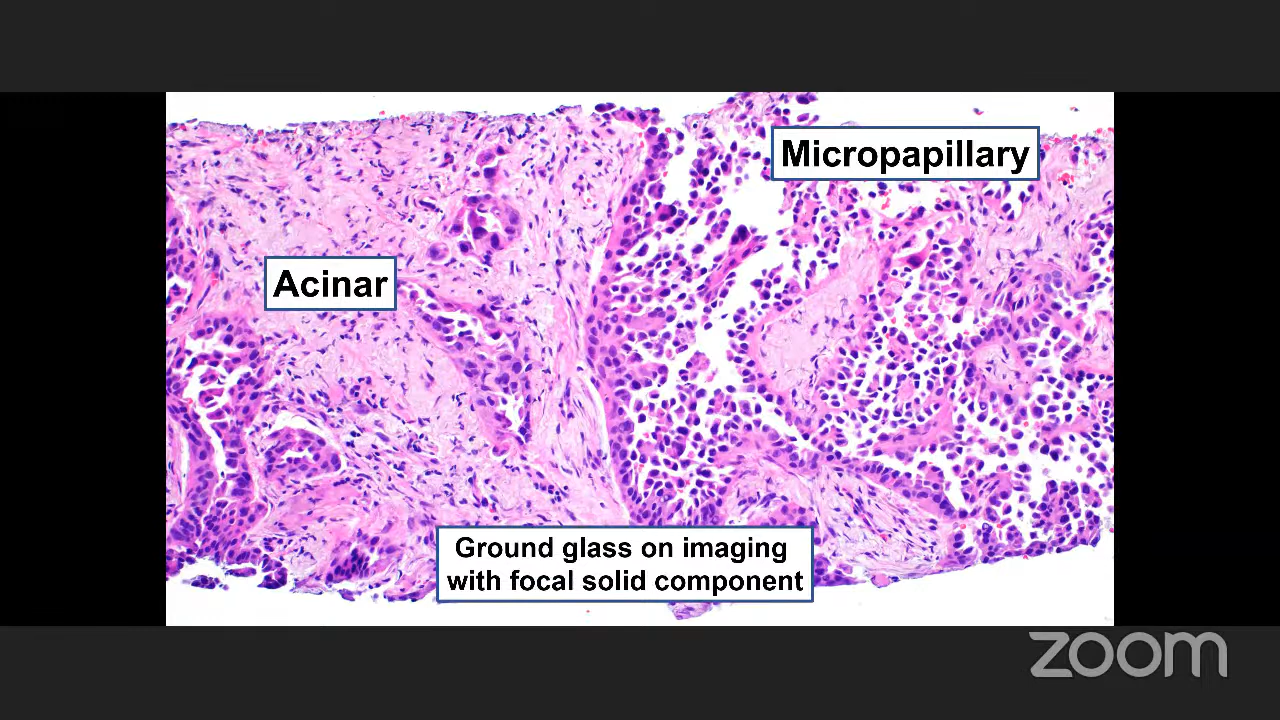 Micropapillary
Acinar
Ground glass on imaging
with focal solid component
zoom